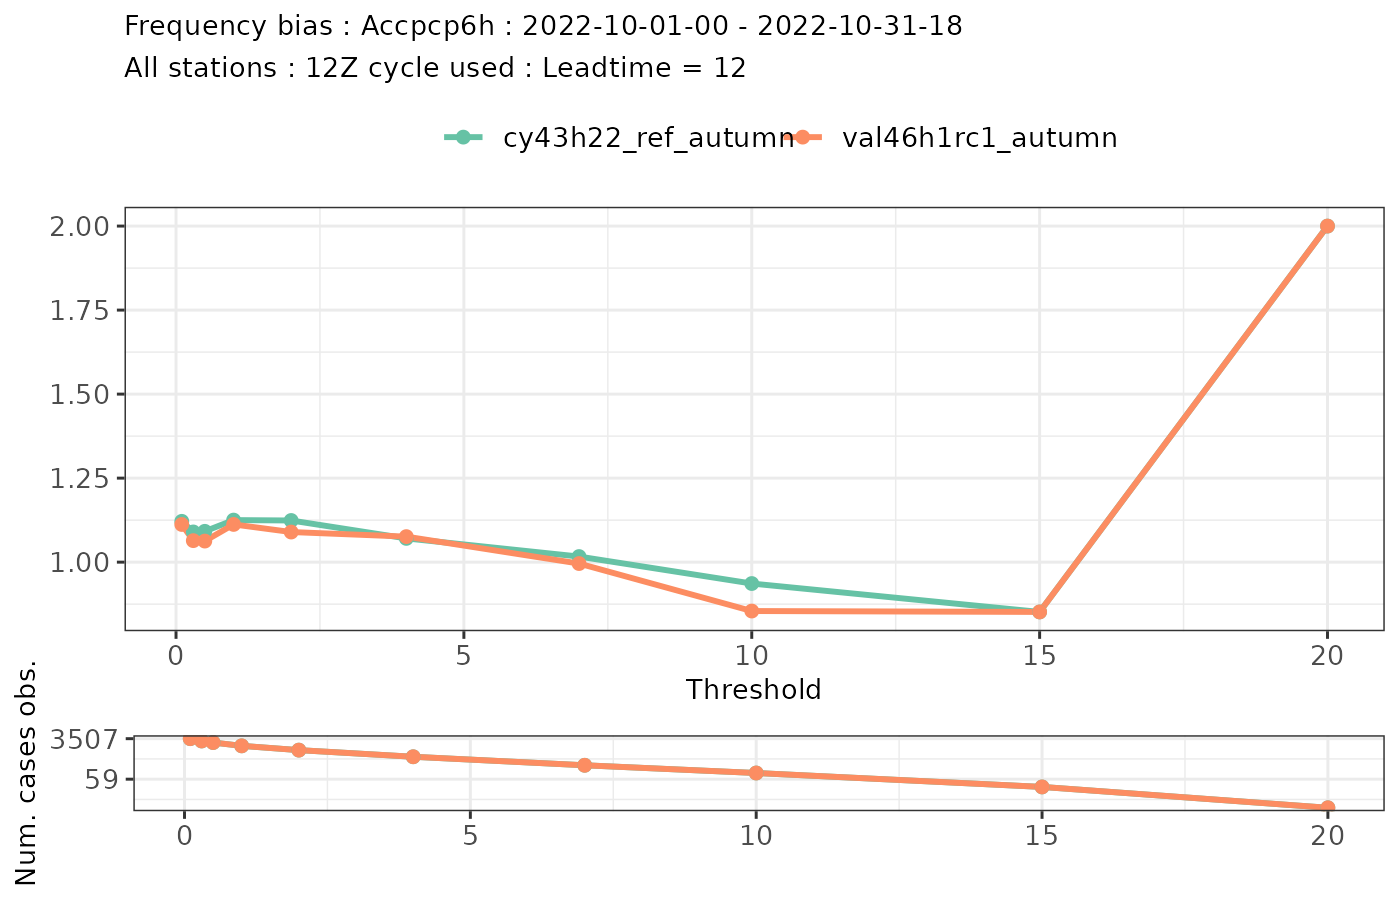 Frequency bias : Accpcp6h : 2022-10-01-00 - 2022-10-31-18
All stations : 12Z cycle used : Leadtime = 12
cy43h22_ref_autumn val46h1rc1_autumn
2.00
1.75
1.50
1.25
1.00
0 5 10 15 20
Threshold
Num. cases obs.
3507
59
0 5 10 15 20